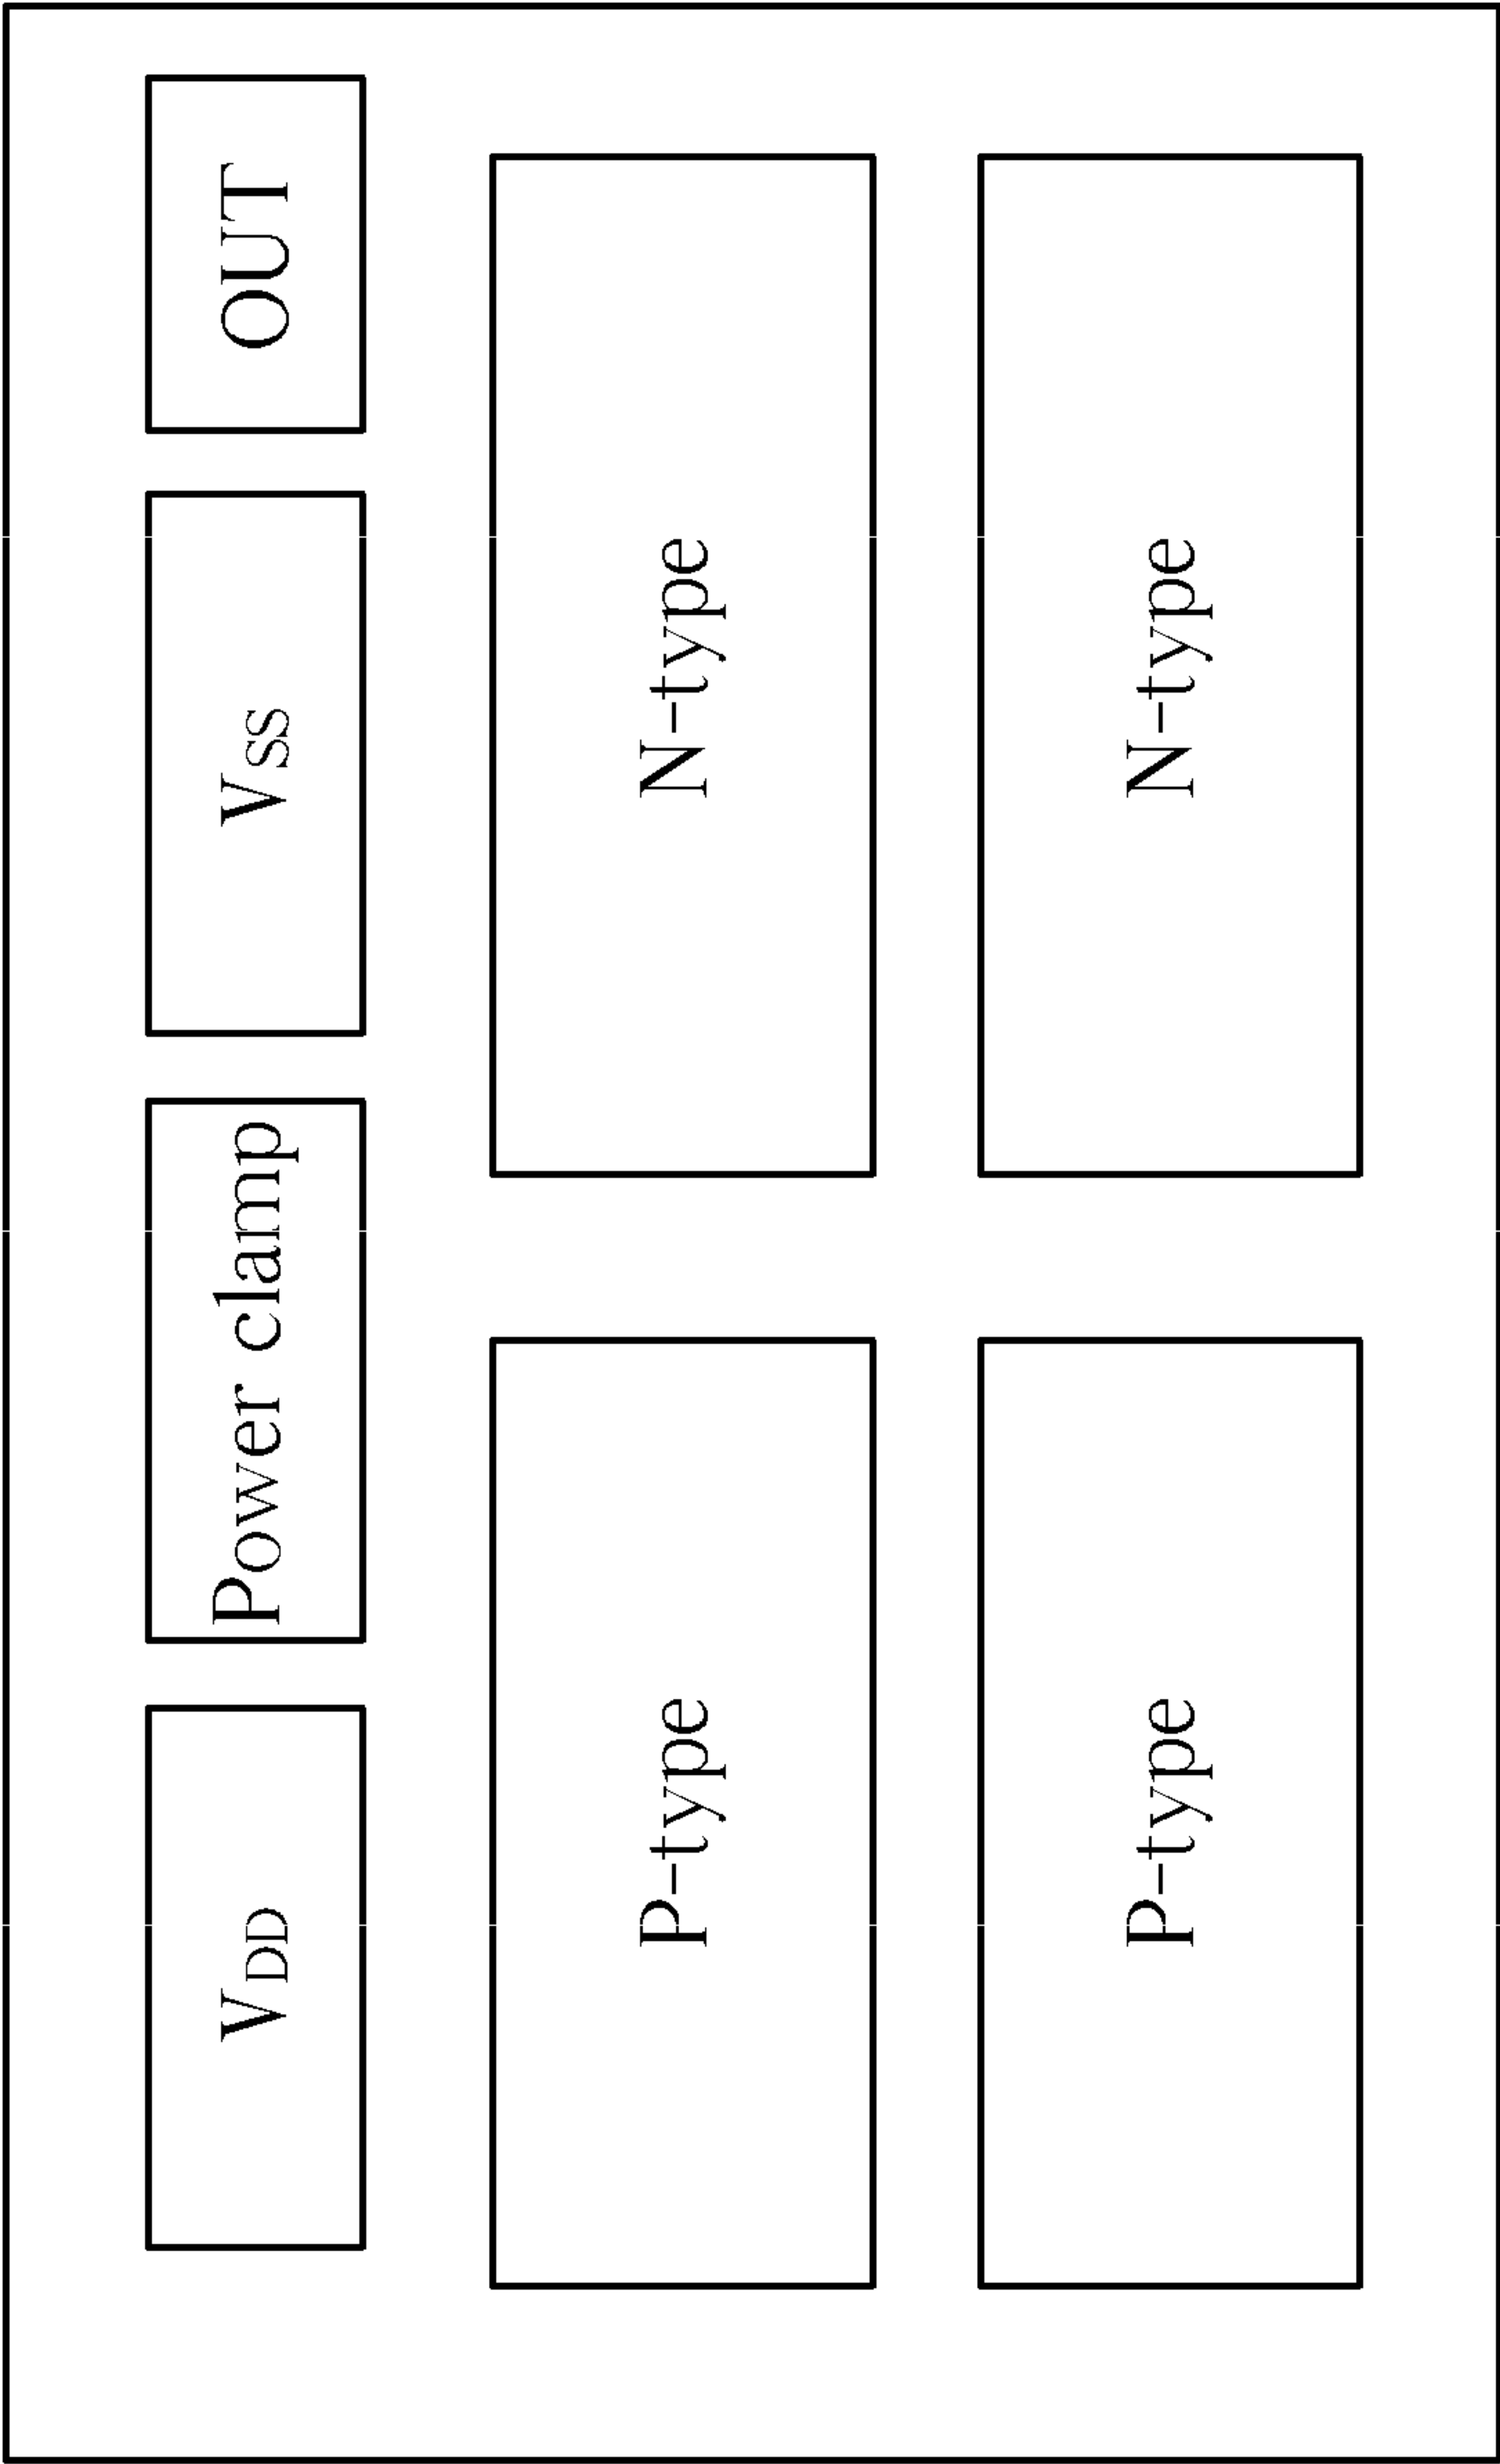 VDD
Power clamp
VSS
OUT
P-type
N-type
P-type
N-type